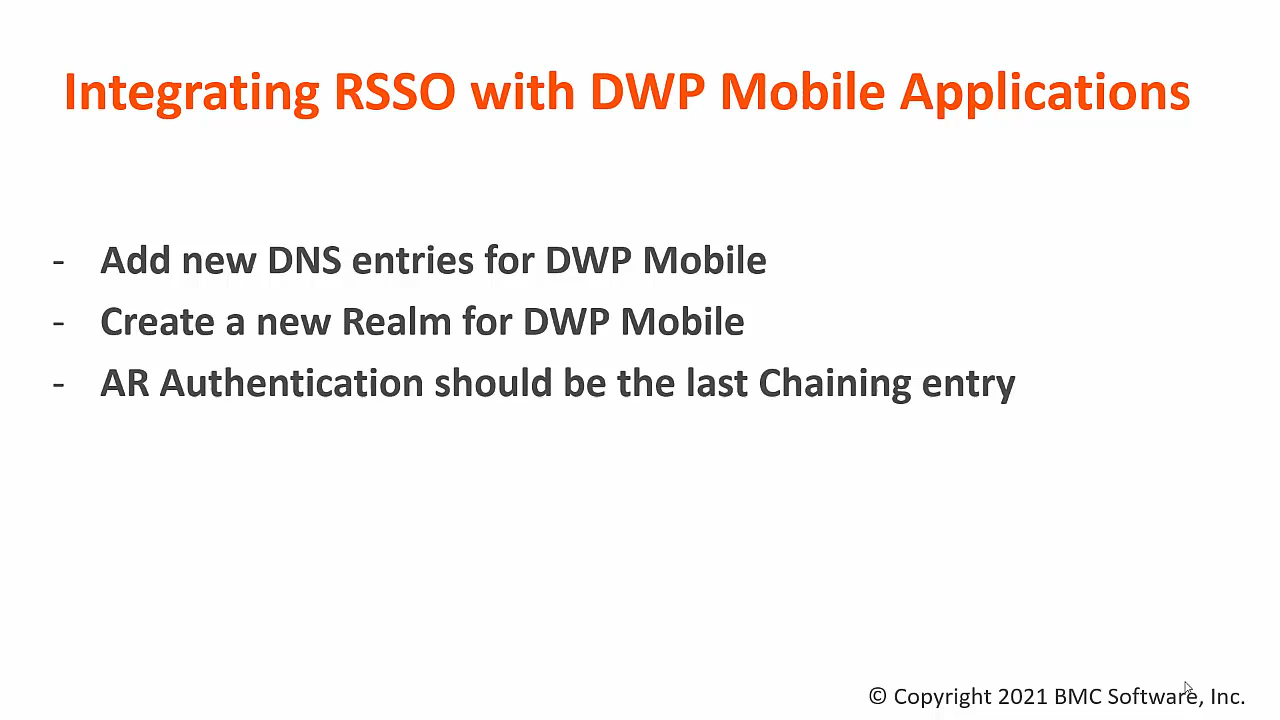 Integrating RSSO with DWP Mobile Applications
- Add new DNS entries for DWP Mobile
- Create a new Realm for DWP Mobile
- AR Authentication should be the last Chaining entry
© Copyright 2021 BMC Software, Inc.